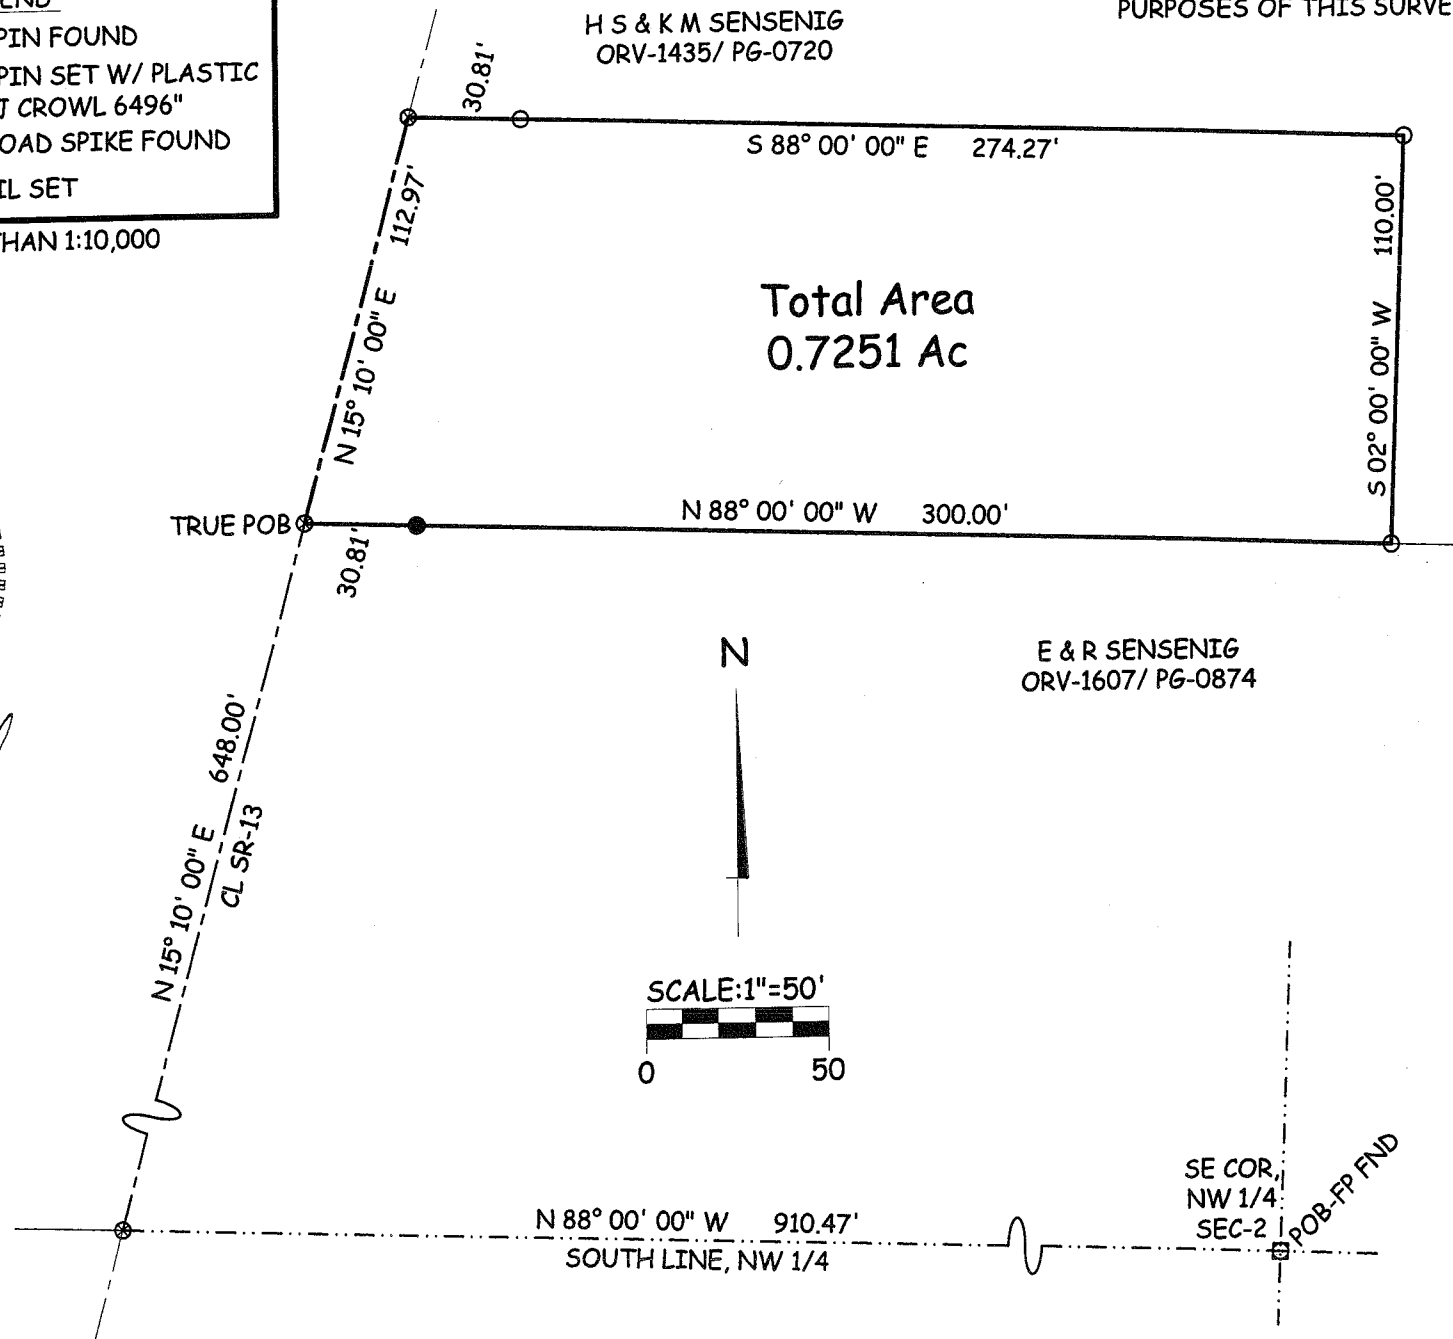 PIN FOUND
PIN SET W/ PLASTIC
J CROWL 6496"
OAD SPIKE FOUND
IL SET
THAN 1:10,000
H S & K M SENSENIG
ORV-1435/ PG-0720
PURPOSES OF THIS SURVE
30.81'
S 88° 00' 00" E 274.27'
N 15° 10' 00" E 112.97'
Total Area
0.7251 Ac
S 02° 00' 00" W 110.00'
TRUE POB
N 88° 00' 00" W 300.00'
30.81'
E & R SENSENIG
ORV-1607/ PG-0874
N
N 15° 10' 00" E 648.00'
CL SR-13
SCALE:1"=50'
0 50
SE COR,
NW 1/4
SEC-2
POB-FP FND
N 88° 00' 00" W 910.47'
SOUTH LINE, NW 1/4